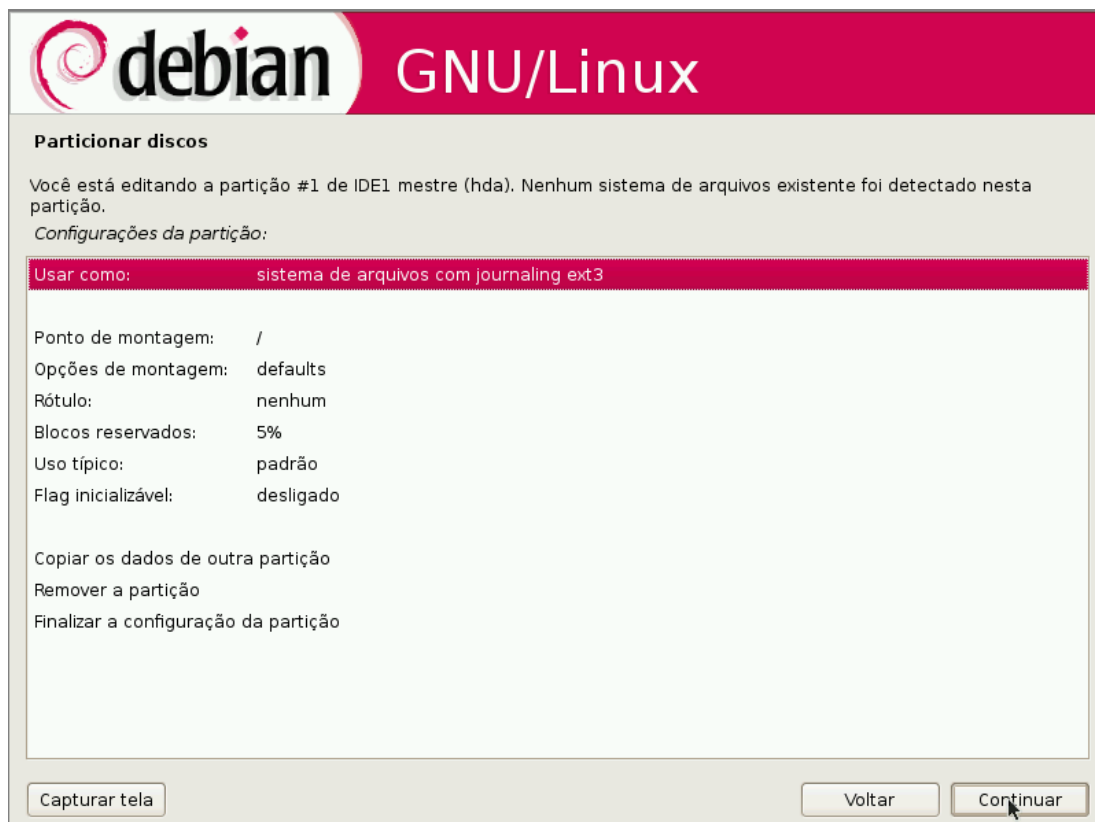 debian GNU/Linux
Particionar discos
Você está editando a partição #1 de IDE1 mestre (hda). Nenhum sistema de arquivos existente foi detectado nesta
partição.
Configurações da partição:
Usar como: sistema de arquivos com journaling ext3
Ponto de montagem: /
Opções de montagem: defaults
Rótulo: nenhum
Blocos reservados: 5%
Uso típico: padrão
Flag inicializável: desligado
Copiar os dados de outra partição
Remover a partição
Finalizar a configuração da partição
Capturar tela Voltar Continuar